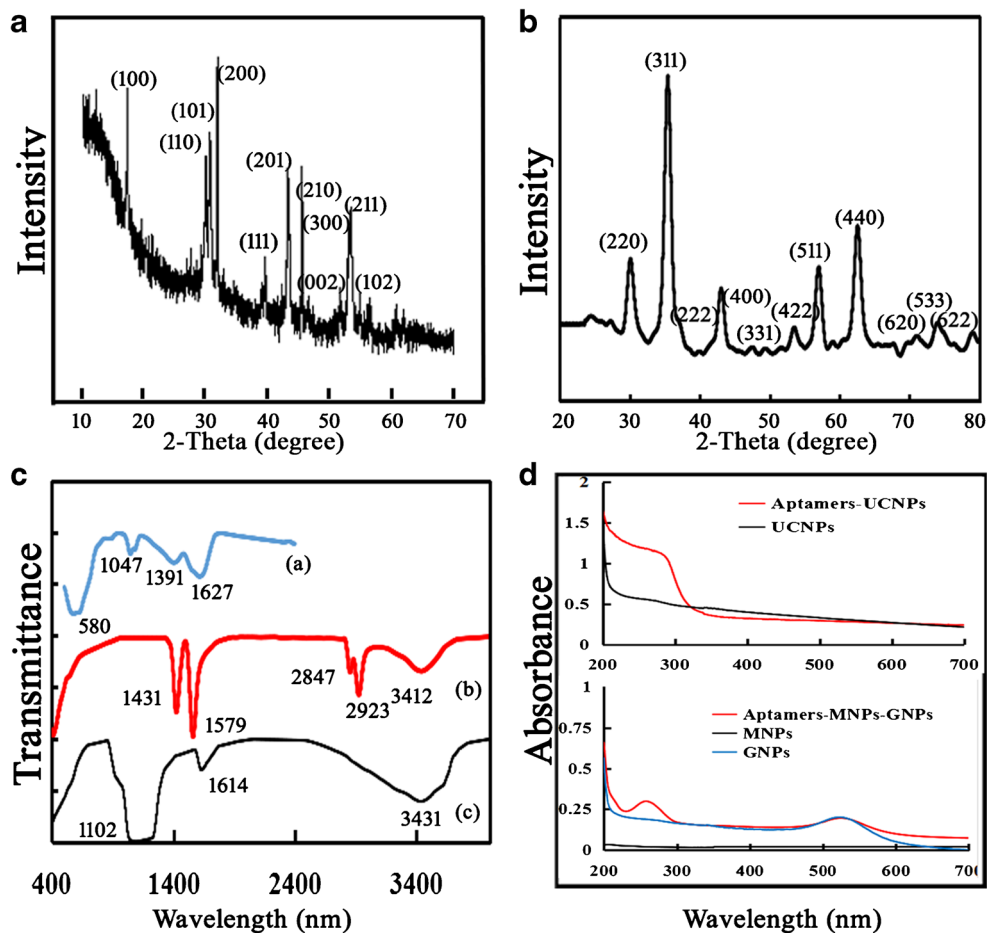 a
(100)
(200)
(101)
(110)
(201)
(210)
(211)
(300)
(111)
(002)
(102)
Intensity
10 20 30 40 50 60 70
2-Theta (degree)
b
(311)
(220)
(440)
(511)
(222)
(400)
(331)
(422)
(533)
(620)
(622)
Intensity
20 30 40 50 60 70 80
2-Theta (degree)
c
1047
1391
1627
(a)
580
1431
1579
2847
2923
3412
(b)
1102
1614
3431
(c)
Transmittance
400 1400 2400 3400
Wavelength (nm)
d
2
1.5
1
0.5
0
Aptamers-UCNPs
UCNPs
200 300 400 500 600 700
Absorbance
1
0.75
0.5
0.25
0
Aptamers-MNPs-GNPs
MNPs
GNPs
200 300 400 500 600 700
Wavelength (nm)